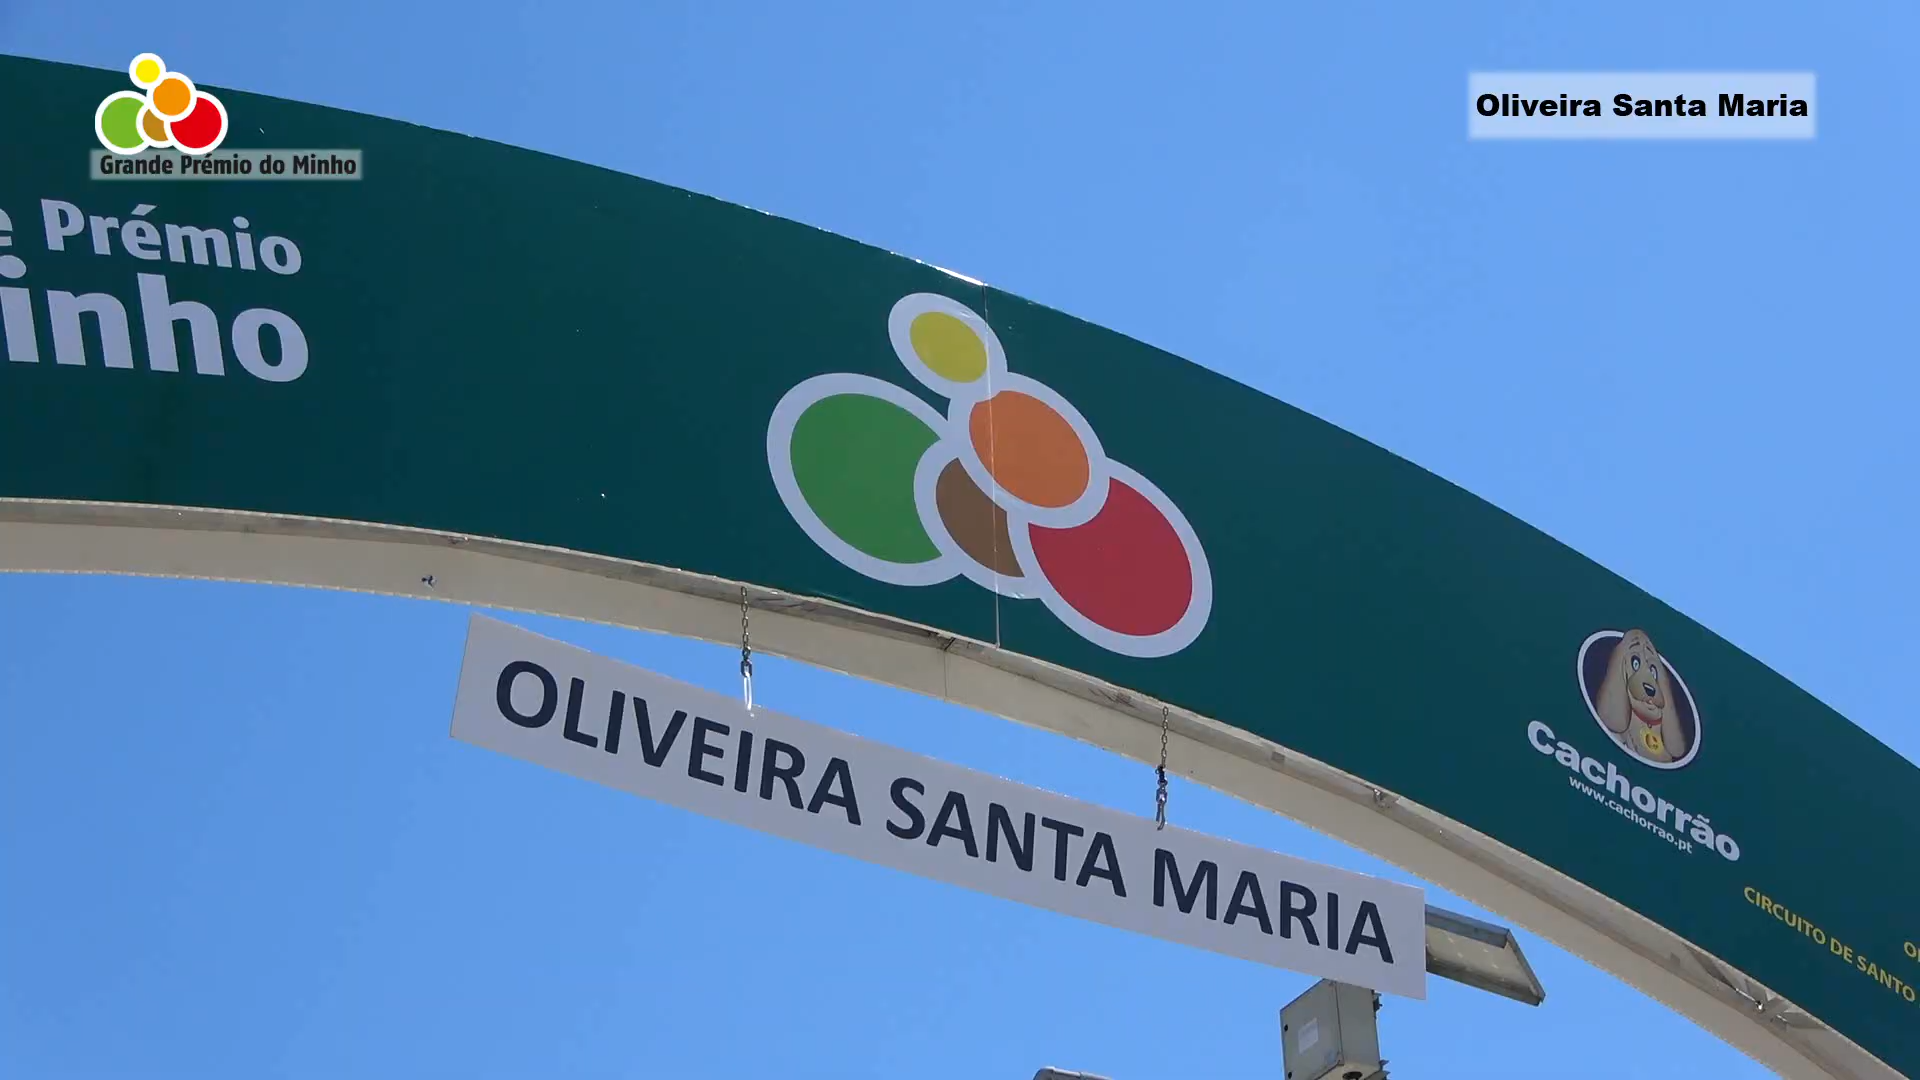 Grande Prémio do Minho
Oliveira Santa Maria
e Prémio
inho
OLIVEIRA SANTA MARIA
Cachorrão
www.cachorrao.pt
CIRCUITO DE SANTO